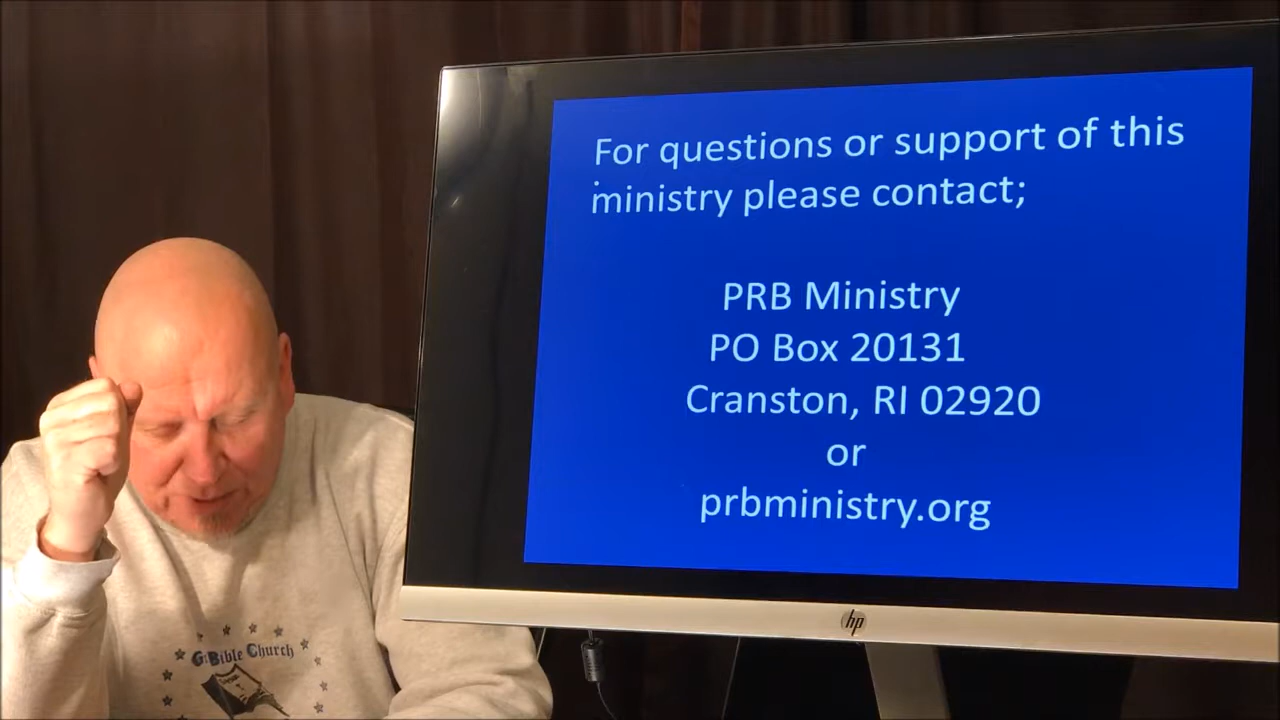 For questions or support of this
ministry please contact;
PRB Ministry
PO Box 20131
Cranston, RI 02920
or
prbministry.org
hp
Bible Church